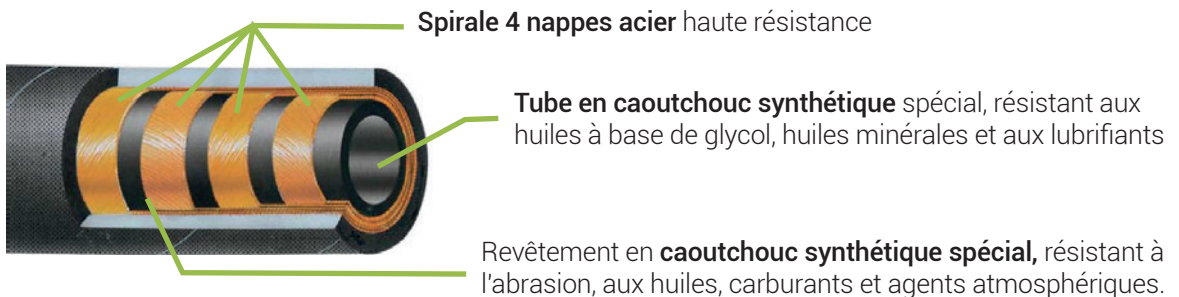 Spirale 4 nappes acier haute résistance
Tube en caoutchouc synthétique spécial, résistant aux
huiles à base de glycol, huiles minérales et aux lubrifiants
Revêtement en caoutchouc synthétique spécial, résistant à
l'abrasion, aux huiles, carburants et agents atmosphériques.